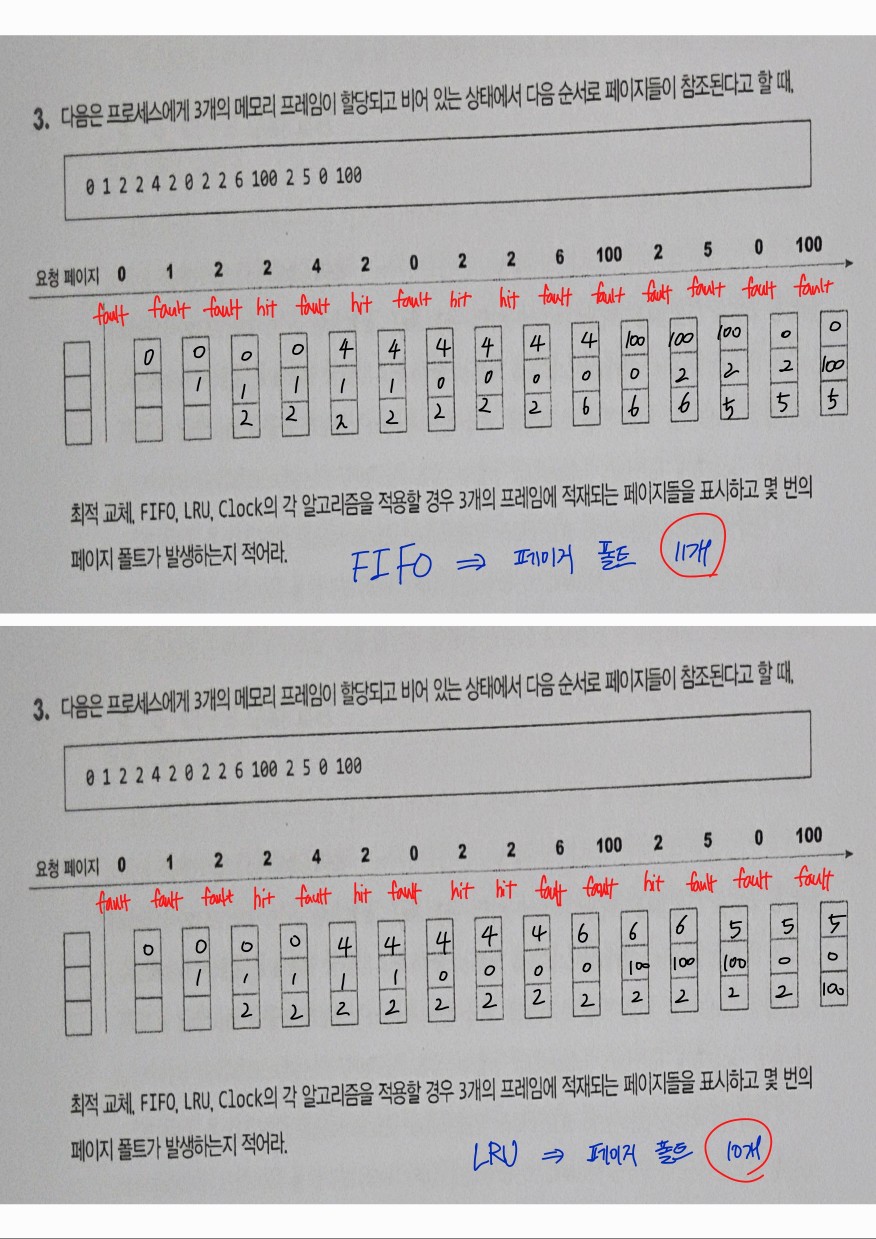 3. 다음은 프로세스에게 3개의 메모리 프레임이 할당되고 비어 있는 상태에서 다음 순서로 페이지들이 참조된다고 할 때,
0 1 2 2 4 2 0 2 2 6 100 2 5 0 100
요청 페이지 0 1 2 2 4 2 0 2 2 6 100 2 5 0 100
fault fault fault hit fault hit fault hit hit fault fault fault fault fault fault
0 0 0 0 4 4 4 4 4 4 100 100 100 0 0
1 1 1 1 1 0 0 0 0 0 2 2 2 100
2 2 2 2 2 2 2 6 6 6 5 5 5
최적 교체, FIFO, LRU, Clock의 각 알고리즘을 적용할 경우 3개의 프레임에 적재되는 페이지들을 표시하고 몇 번의
페이지 폴트가 발생하는지 적어라.
FIFO ⇒ 페이지 폴트 11개
3. 다음은 프로세스에게 3개의 메모리 프레임이 할당되고 비어 있는 상태에서 다음 순서로 페이지들이 참조된다고 할 때,
0 1 2 2 4 2 0 2 2 6 100 2 5 0 100
요청 페이지 0 1 2 2 4 2 0 2 2 6 100 2 5 0 100
fault fault fault hit fault hit fault hit hit fault fault hit fault fault fault
0 0 0 0 4 4 4 4 4 6 6 6 5 5 5
1 1 1 1 1 0 0 0 0 100 100 100 0 0
2 2 2 2 2 2 2 2 2 2 2 2 100
최적 교체, FIFO, LRU, Clock의 각 알고리즘을 적용할 경우 3개의 프레임에 적재되는 페이지들을 표시하고 몇 번의
페이지 폴트가 발생하는지 적어라.
LRU ⇒ 페이지 폴트 10개